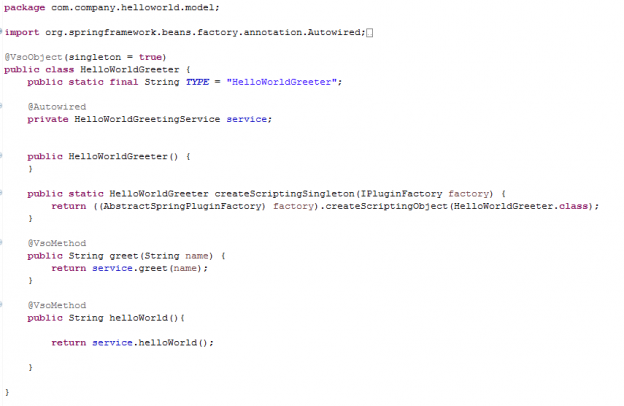 package com.company.helloworld.model;
import org.springframework.beans.factory.annotation.Autowired;
@VsoObject(singleton = true)
public class HelloWorldGreeter {
public static final String TYPE = "HelloWorldGreeter";
@Autowired
private HelloWorldGreetingService service;
public HelloWorldGreeter() {
}
public static HelloWorldGreeter createScriptingSingleton(IPluginFactory factory) {
return ((AbstractSpringPluginFactory) factory).createScriptingObject(HelloWorldGreeter.class);
}
@VsoMethod
public String greet(String name) {
return service.greet(name);
}
@VsoMethod
public String helloWorld(){
return service.helloWorld();
}
}